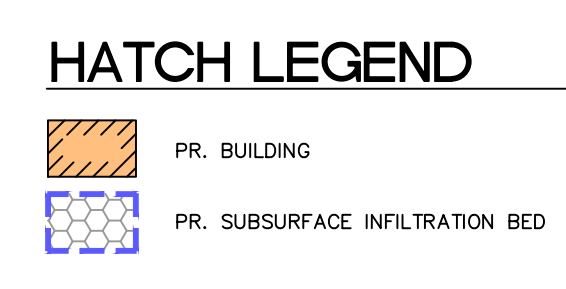 HATCH LEGEND
PR. BUILDING
PR. SUBSURFACE INFILTRATION BED